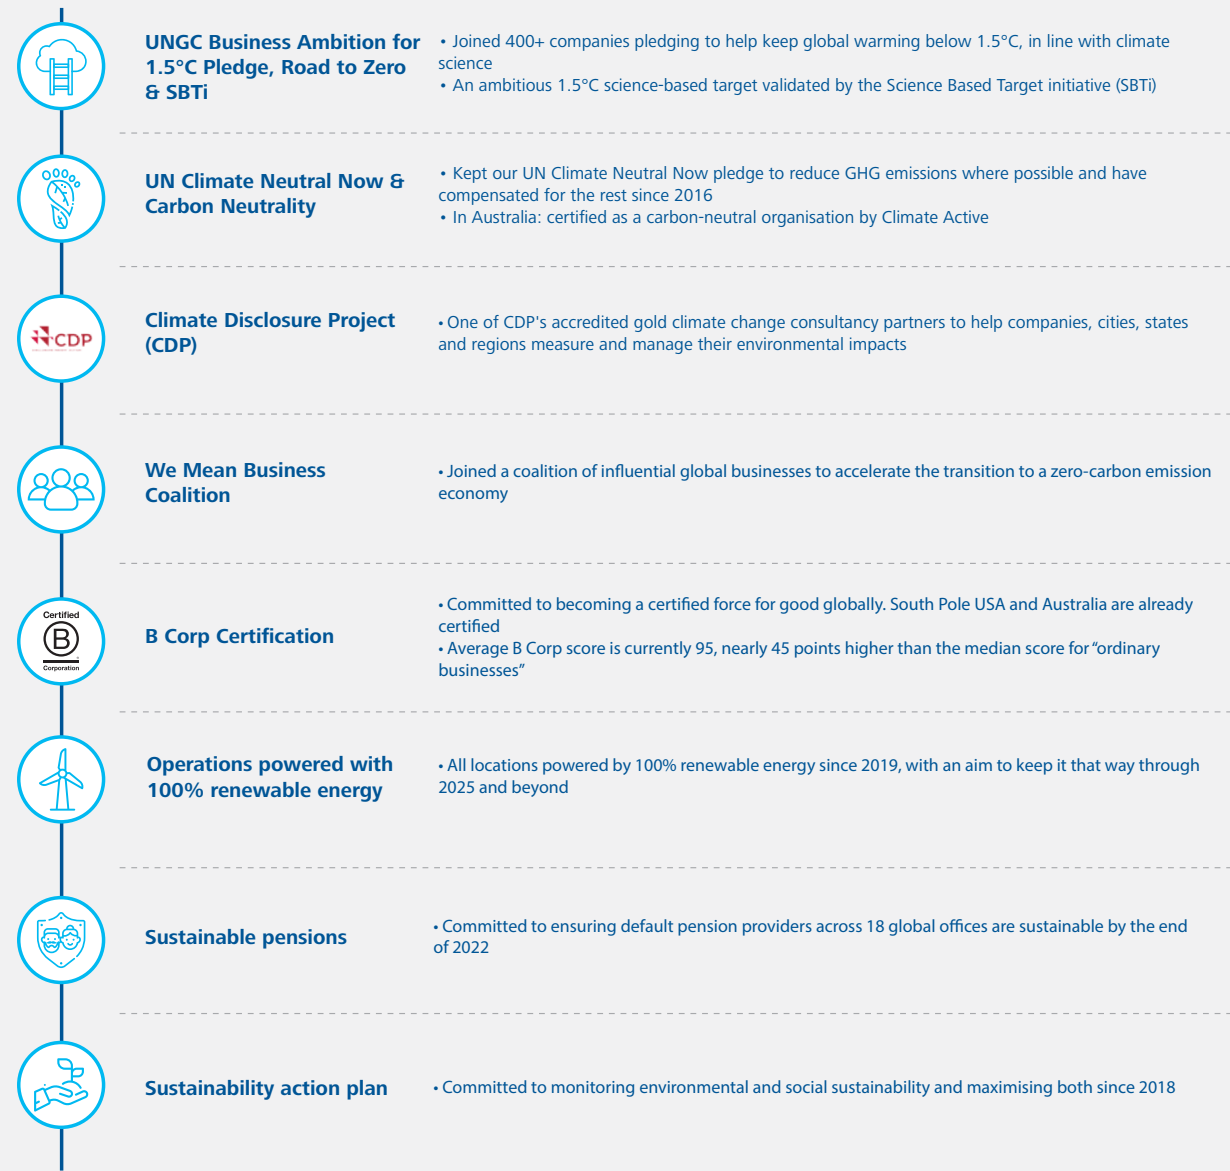 UNGC Business Ambition for
1.5°C Pledge, Road to Zero
& SBTi
• Joined 400+ companies pledging to help keep global warming below 1.5°C, in line with climate
science
• An ambitious 1.5°C science-based target validated by the Science Based Target initiative (SBTi)
UN Climate Neutral Now &
Carbon Neutrality
• Kept our UN Climate Neutral Now pledge to reduce GHG emissions where possible and have
compensated for the rest since 2016
• In Australia: certified as a carbon-neutral organisation by Climate Active
CDP
Climate Disclosure Project
(CDP)
• One of CDP's accredited gold climate change consultancy partners to help companies, cities, states
and regions measure and manage their environmental impacts
We Mean Business
Coalition
• Joined a coalition of influential global businesses to accelerate the transition to a zero-carbon emission
economy
Certified
B
Corporation
B Corp Certification
• Committed to becoming a certified force for good globally. South Pole USA and Australia are already
certified
• Average B Corp score is currently 95, nearly 45 points higher than the median score for “ordinary
businesses”
Operations powered with
100% renewable energy
• All locations powered by 100% renewable energy since 2019, with an aim to keep it that way through
2025 and beyond
Sustainable pensions
• Committed to ensuring default pension providers across 18 global offices are sustainable by the end
of 2022
Sustainability action plan
• Committed to monitoring environmental and social sustainability and maximising both since 2018